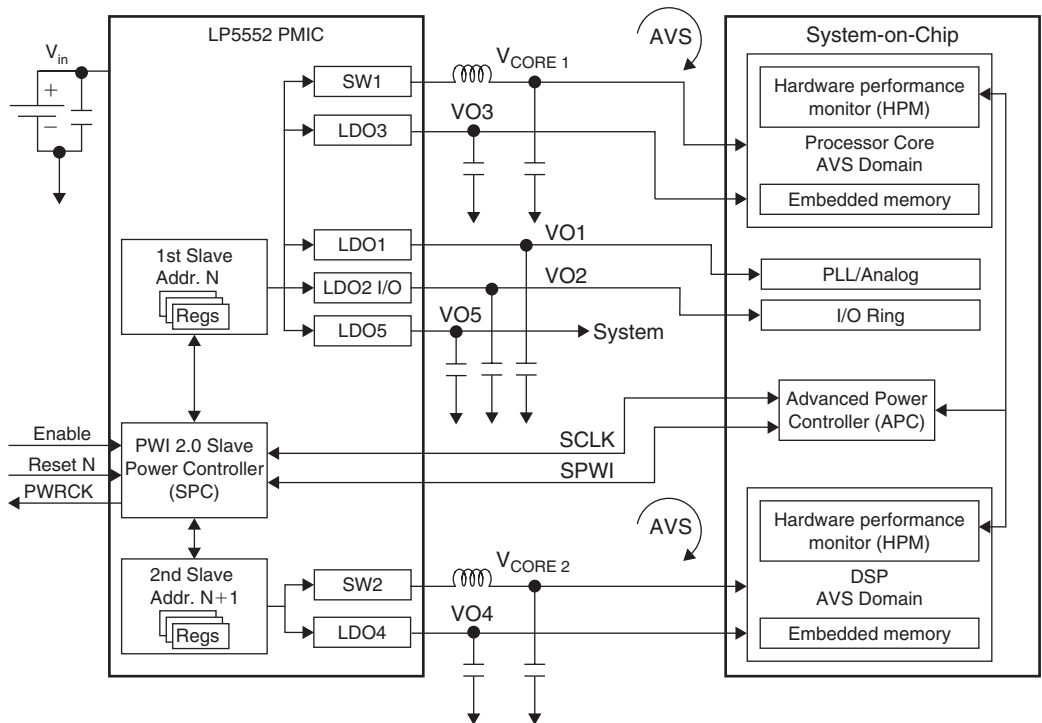 LP5552 PMIC
AVS
System-on-Chip
Vin
+
−
SW1
VCORE 1
Hardware performance
monitor (HPM)
LDO3
VO3
Processor Core
AVS Domain
Embedded memory
1st Slave
Addr. N
Regs
LDO1
VO1
PLL/Analog
LDO2 I/O
VO2
I/O Ring
LDO5
VO5
System
Advanced Power
Controller (APC)
Enable
Reset N
PWRCK
PWI 2.0 Slave
Power Controller
(SPC)
SCLK
SPWI
AVS
Hardware performance
monitor (HPM)
2nd Slave
Addr. N+1
Regs
SW2
VCORE 2
DSP
AVS Domain
LDO4
VO4
Embedded memory